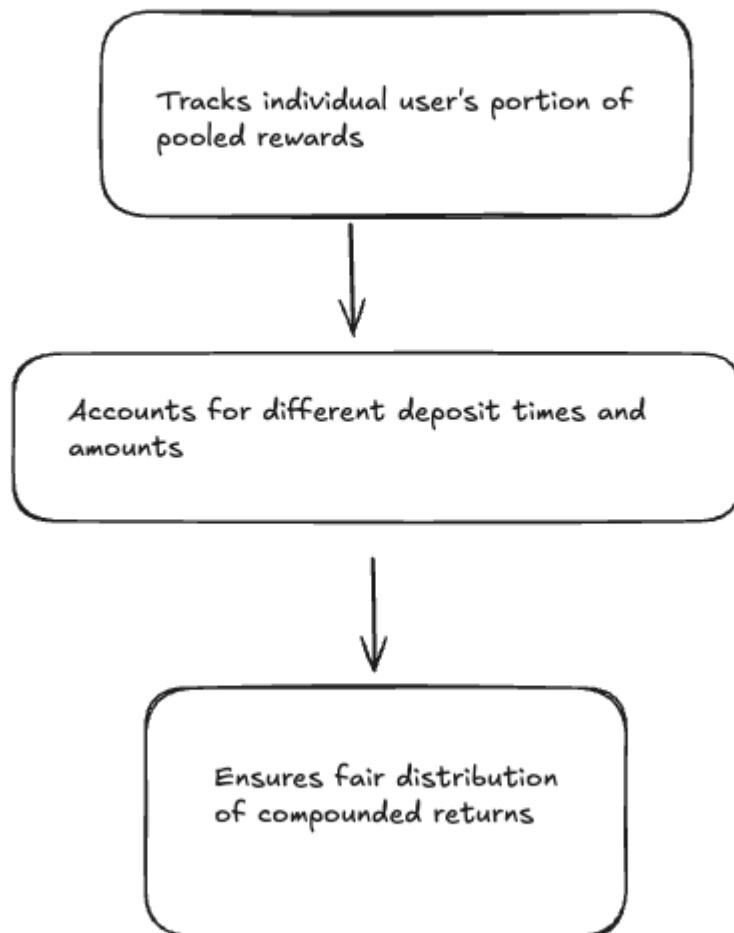 Tracks individual user's portion of
pooled rewards
Accounts for different deposit times and
amounts
Ensures fair distribution
of compounded returns